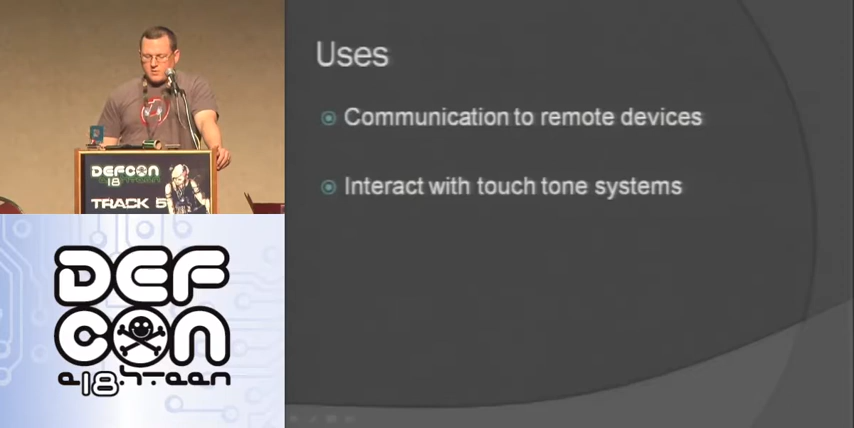 Uses
Communication to remote devices
Interact with touch tone systems
DEFCON
18
TRACK 5
DEF
CON
18